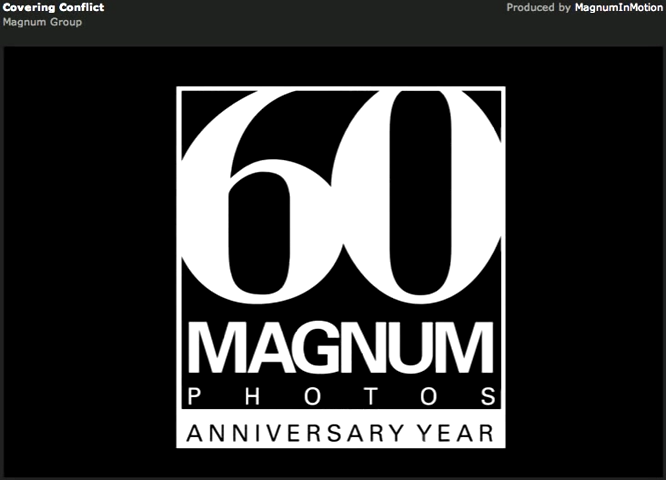 Covering Conflict
Produced by MagnumInMotion
Magnum Group
60
MAGNUM
PHOTOS
ANNIVERSARY YEAR